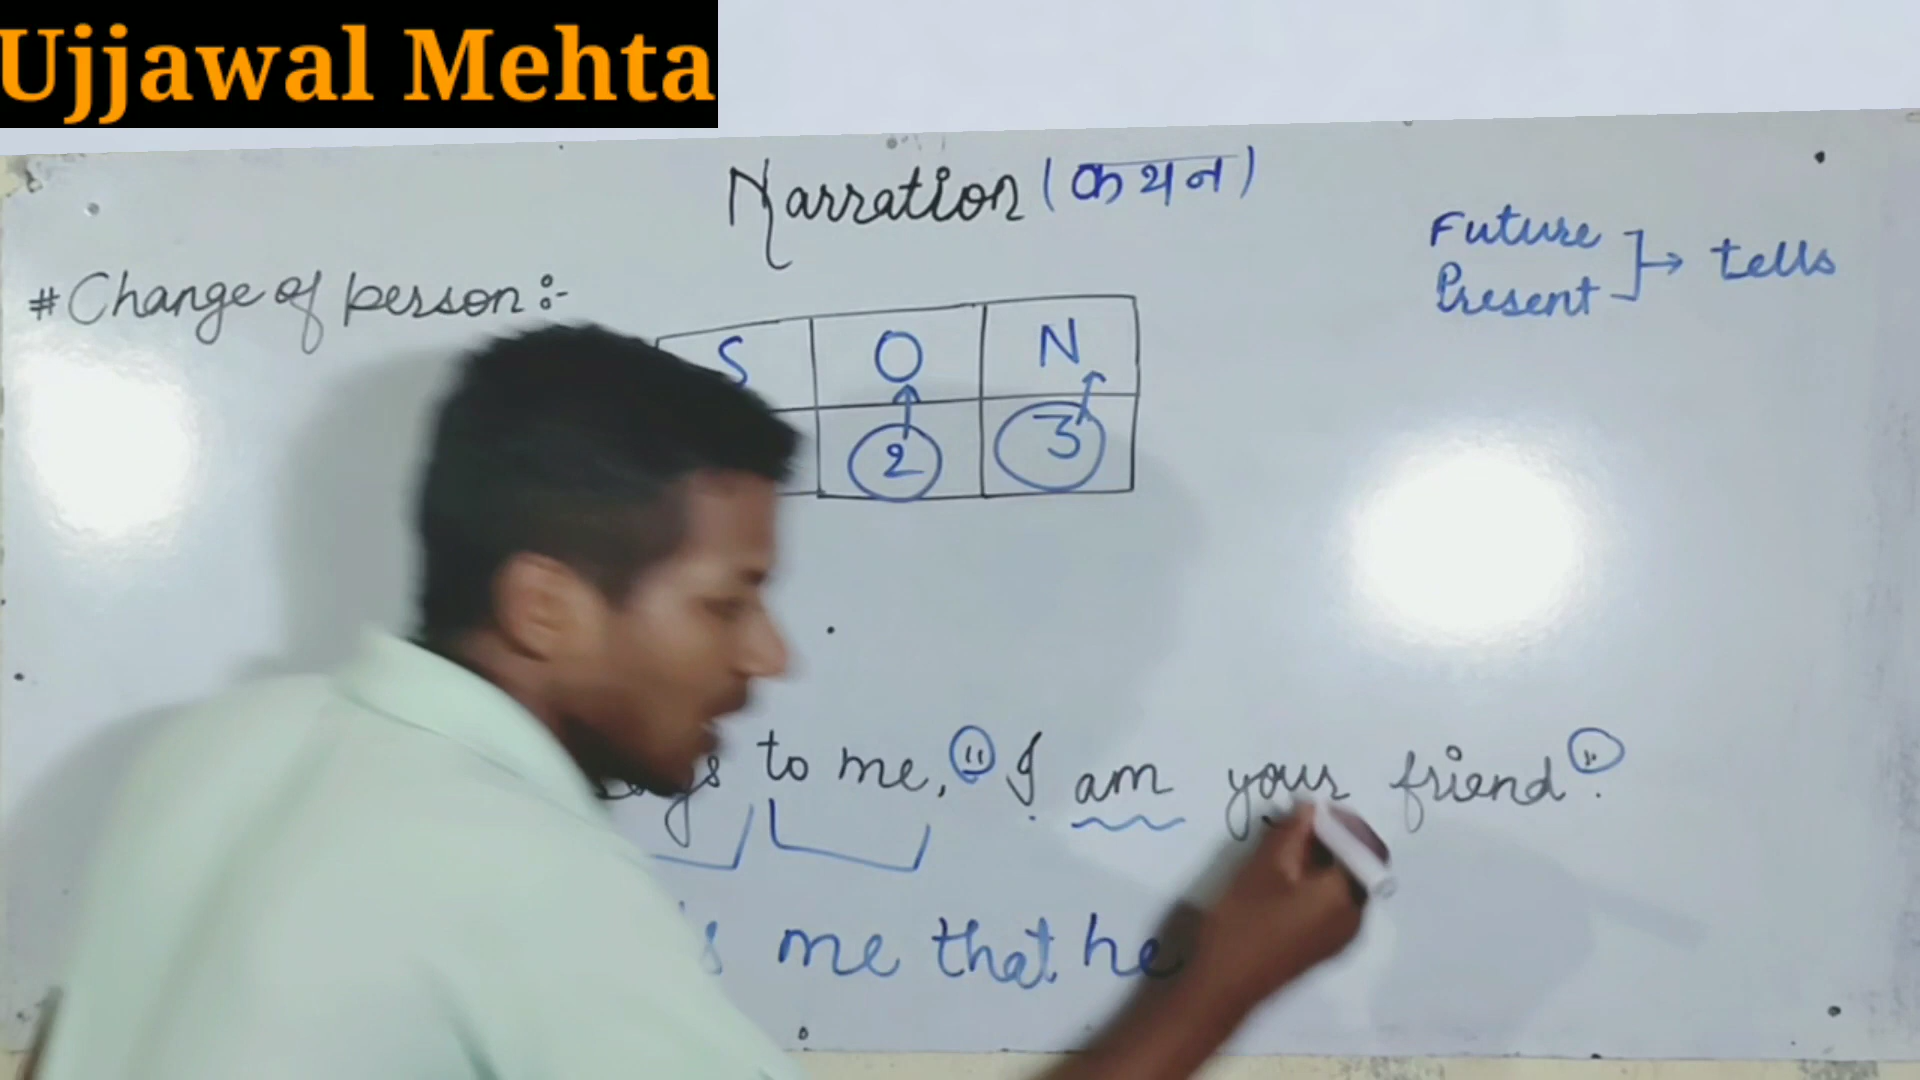 Ujjawal Mehta
Narration (कथन)
Future
Present → tells
# Change of person :-
S O N
2 3
to me, " I am your friend ".
me that he